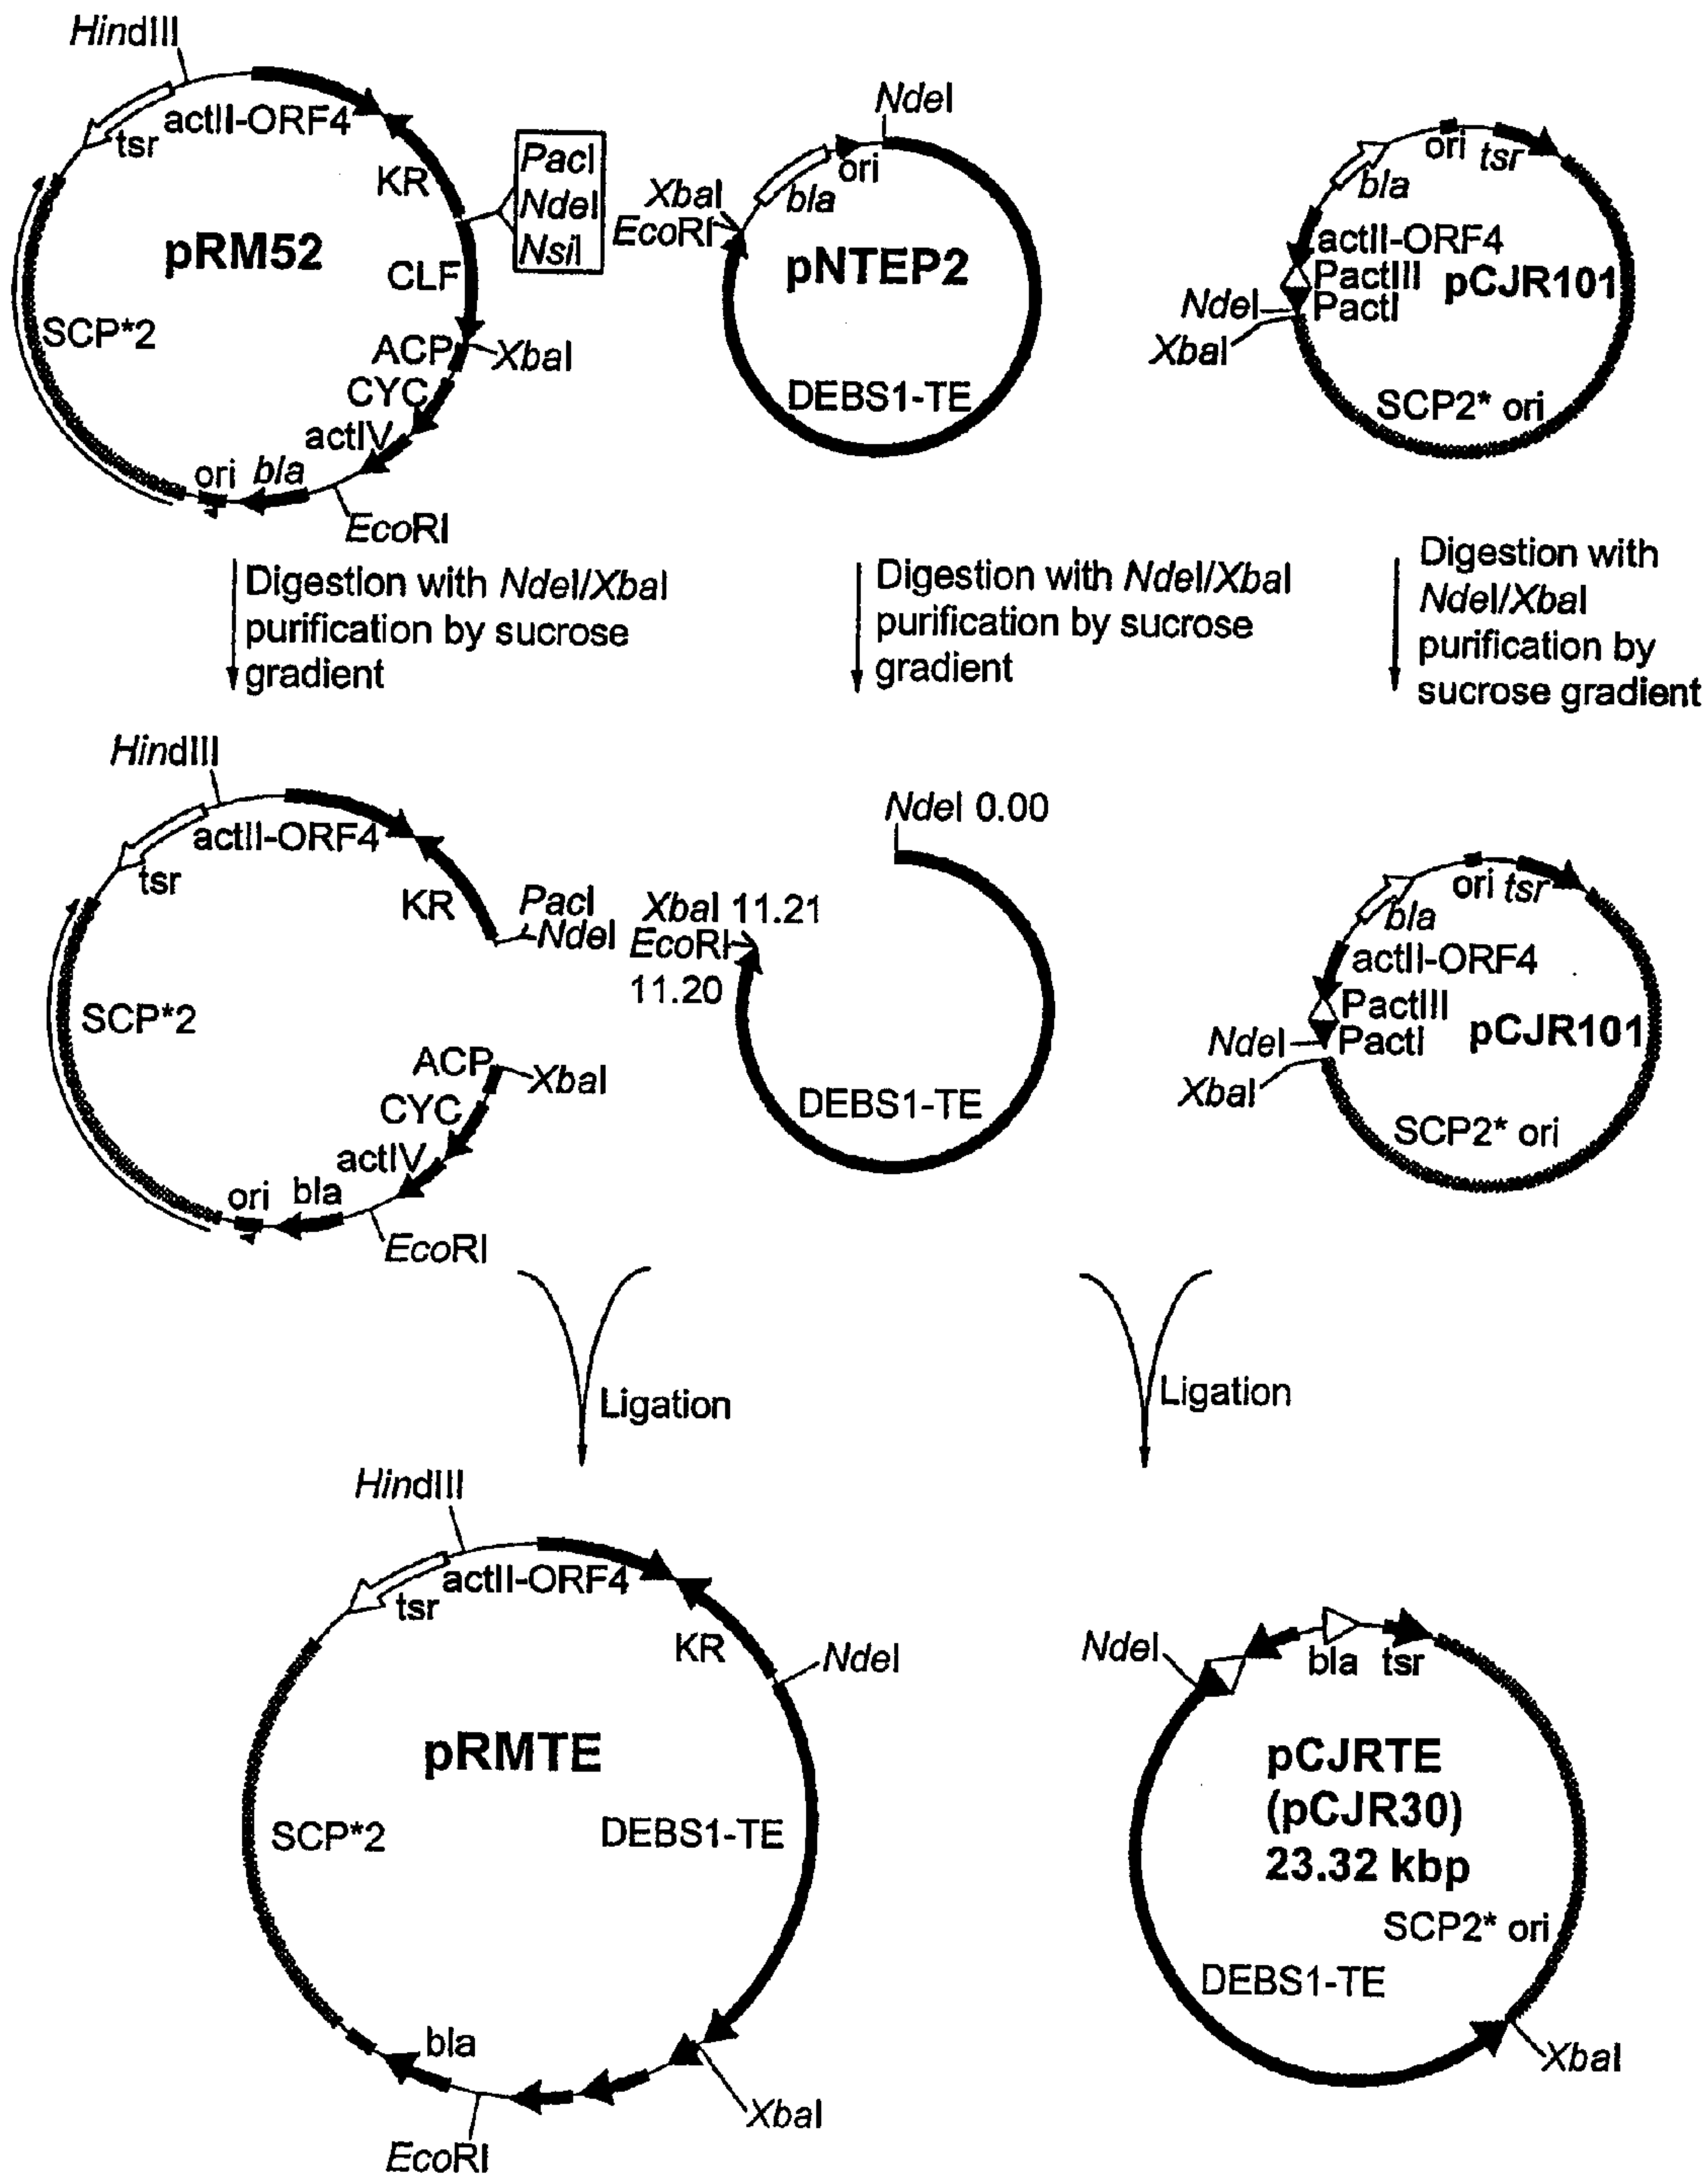 HindIII
actII-ORF4
tsr
KR
PacI
NdeI
NsiI
pRM52
CLF
SCP*2
ACP
XbaI
CYC
actIV
ori
bla
EcoRI
NdeI
ori
bla
XbaI
EcoRI
pNTEP2
DEBS1-TE
ori tsr
bla
actII-ORF4
PactIII
pCJR101
NdeI
PactI
XbaI
SCP2* ori
Digestion with NdeI/XbaI
purification by sucrose
gradient
Digestion with NdeI/XbaI
purification by sucrose
gradient
Digestion with
NdeI/XbaI
purification by
sucrose gradient
HindIII
actII-ORF4
tsr
KR
PacI
NdeI
SCP*2
ACP
XbaI
CYC
actIV
ori
bla
EcoRI
NdeI 0.00
XbaI 11.21
EcoRI
11.20
DEBS1-TE
ori tsr
bla
actII-ORF4
PactIII
pCJR101
NdeI
PactI
XbaI
SCP2* ori
Ligation
Ligation
HindIII
actII-ORF4
tsr
KR
NdeI
pRMTE
SCP*2
DEBS1-TE
bla
XbaI
EcoRI
NdeI
bla tsr
pCJRTE
(pCJR30)
23.32 kbp
SCP2* ori
DEBS1-TE
XbaI